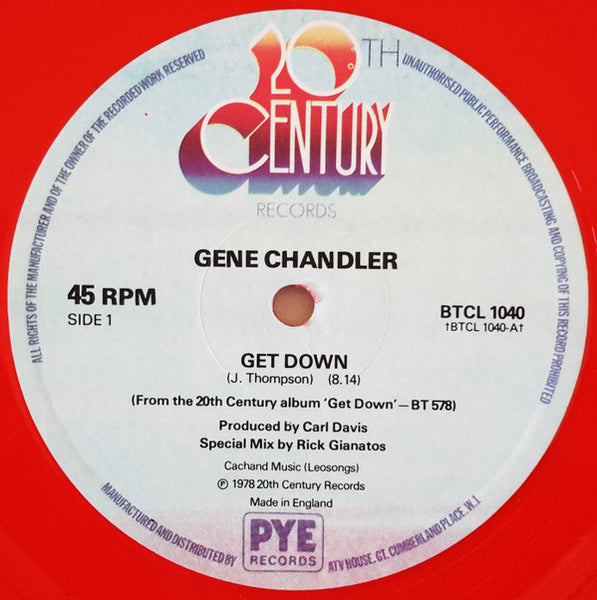 20TH
CENTURY
RECORDS
ALL RIGHTS OF THE MANUFACTURER AND OF THE OWNER OF THE RECORDED WORK RESERVED
UNAUTHORISED PUBLIC PERFORMANCE BROADCASTING AND COPYING OF THIS RECORD PROHIBITED
GENE CHANDLER
45 RPM
SIDE 1
BTCL 1040
†BTCL 1040-A†
GET DOWN
(J. Thompson) (8.14)
(From the 20th Century album 'Get Down'—BT 578)
Produced by Carl Davis
Special Mix by Rick Gianatos
Cachand Music (Leosongs)
℗ 1978 20th Century Records
Made in England
MANUFACTURED AND DISTRIBUTED BY
PYE
RECORDS
ATV HOUSE, GT. CUMBERLAND PLACE, W.1